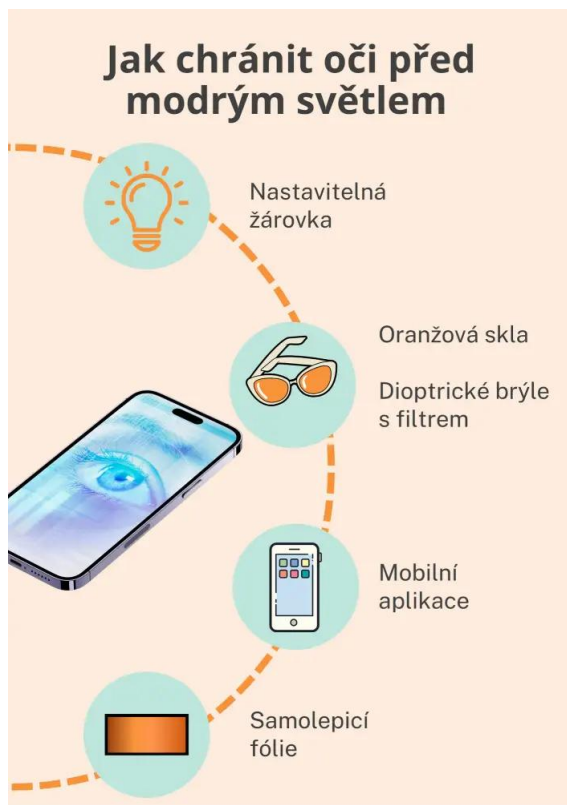 Jak chránit oči před
modrým světlem
Nastavitelná
žárovka
Oranžová skla
Dioptrické brýle
s filtrem
Mobilní
aplikace
Samolepicí
fólie